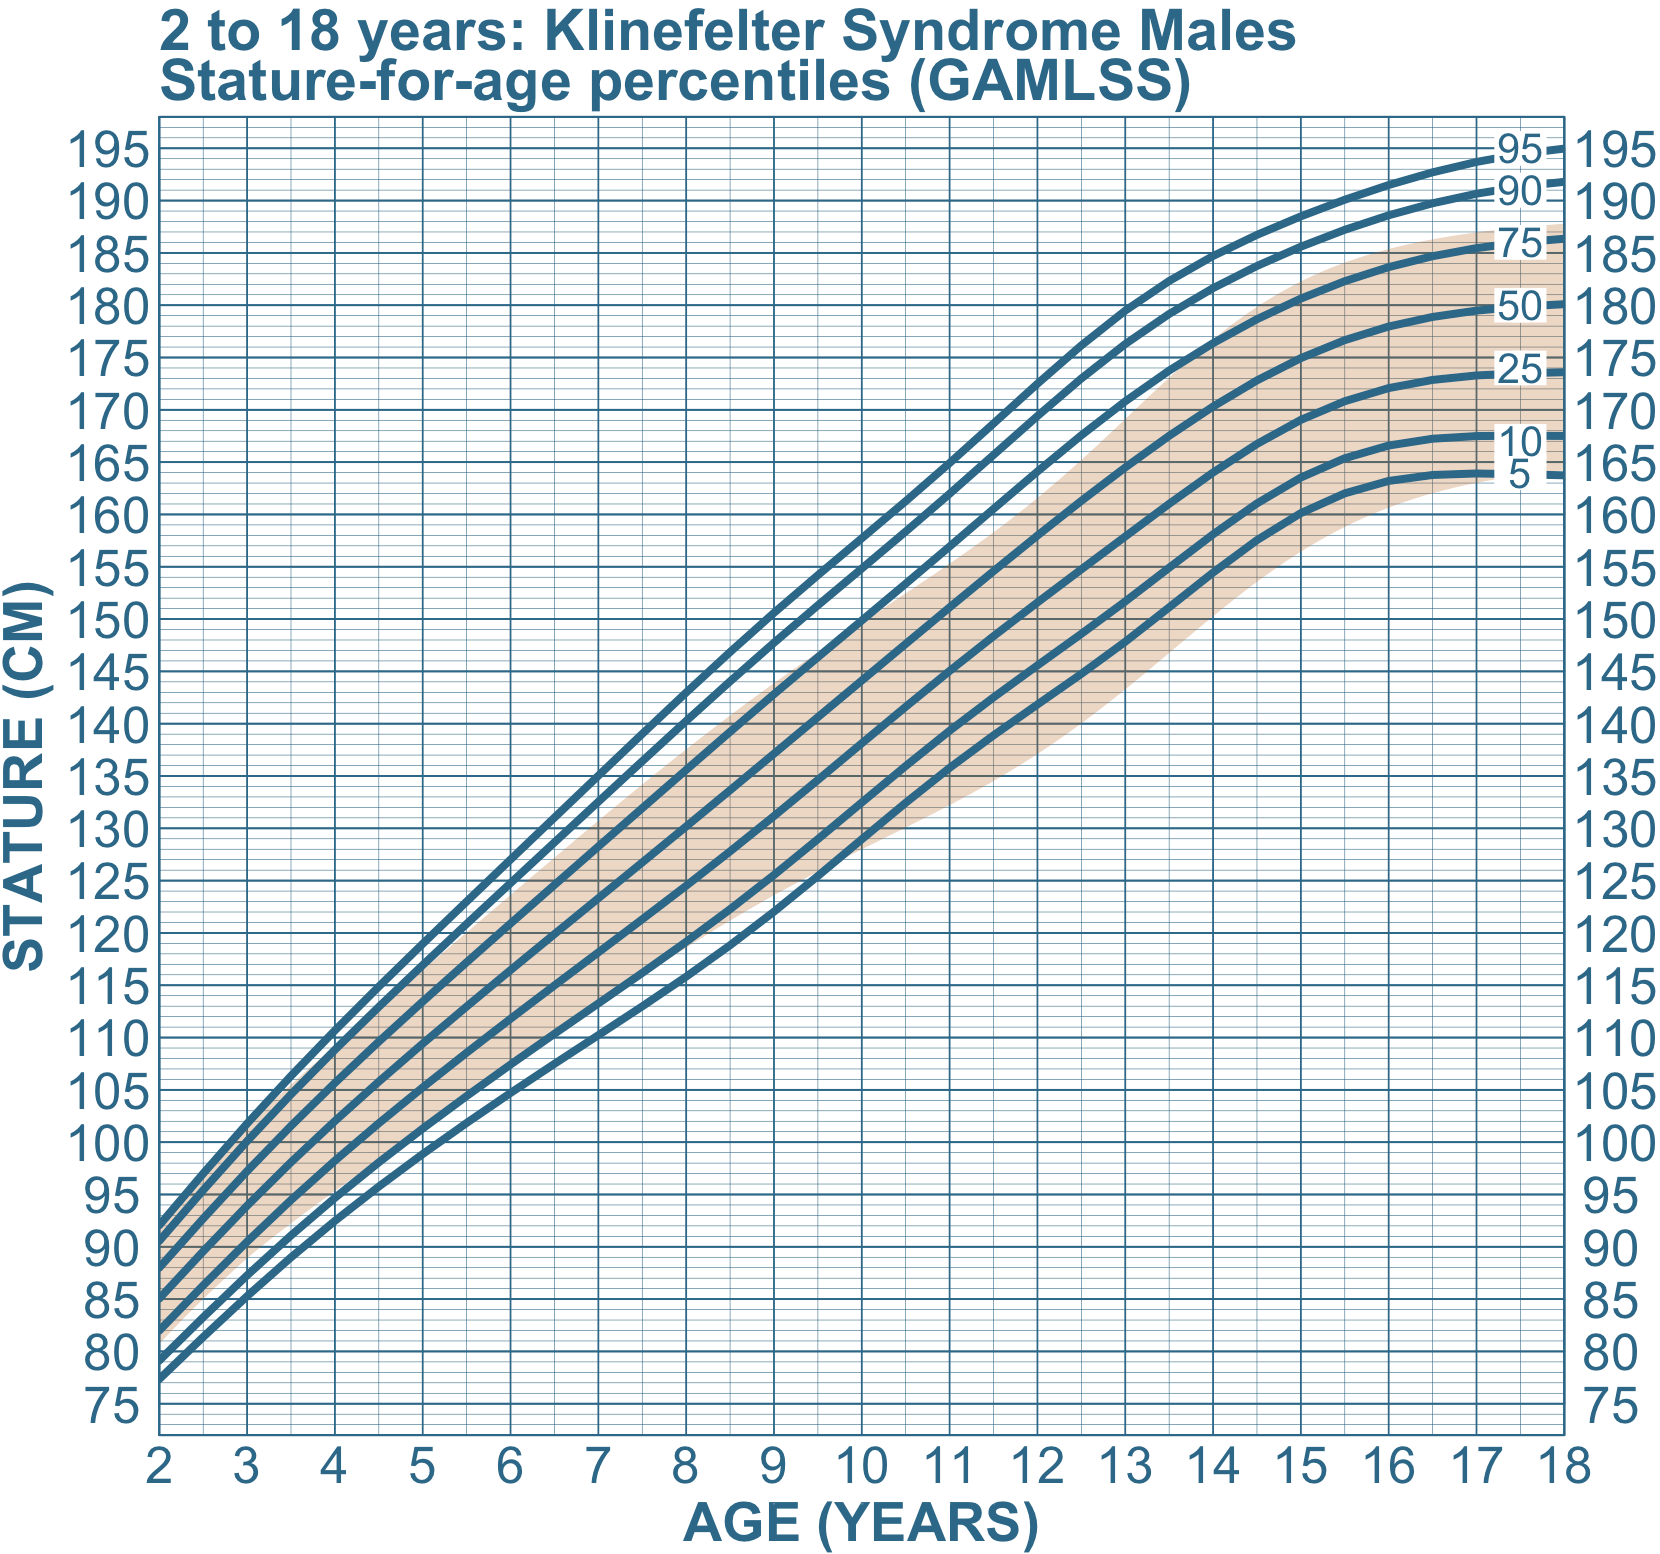 2 to 18 years: Klinefelter Syndrome Males
Stature-for-age percentiles (GAMLSS)
195 95 195
190 90 190
185 75 185
180 50 180
175 25 175
170 170
165 10 165
5
160 160
155 155
150 150
145 145
140 140
135 135
130 130
125 125
120 120
115 115
110 110
105 105
100 100
95 95
90 90
85 85
80 80
75 75
STATURE (CM)
2 3 4 5 6 7 8 9 10 11 12 13 14 15 16 17 18
AGE (YEARS)